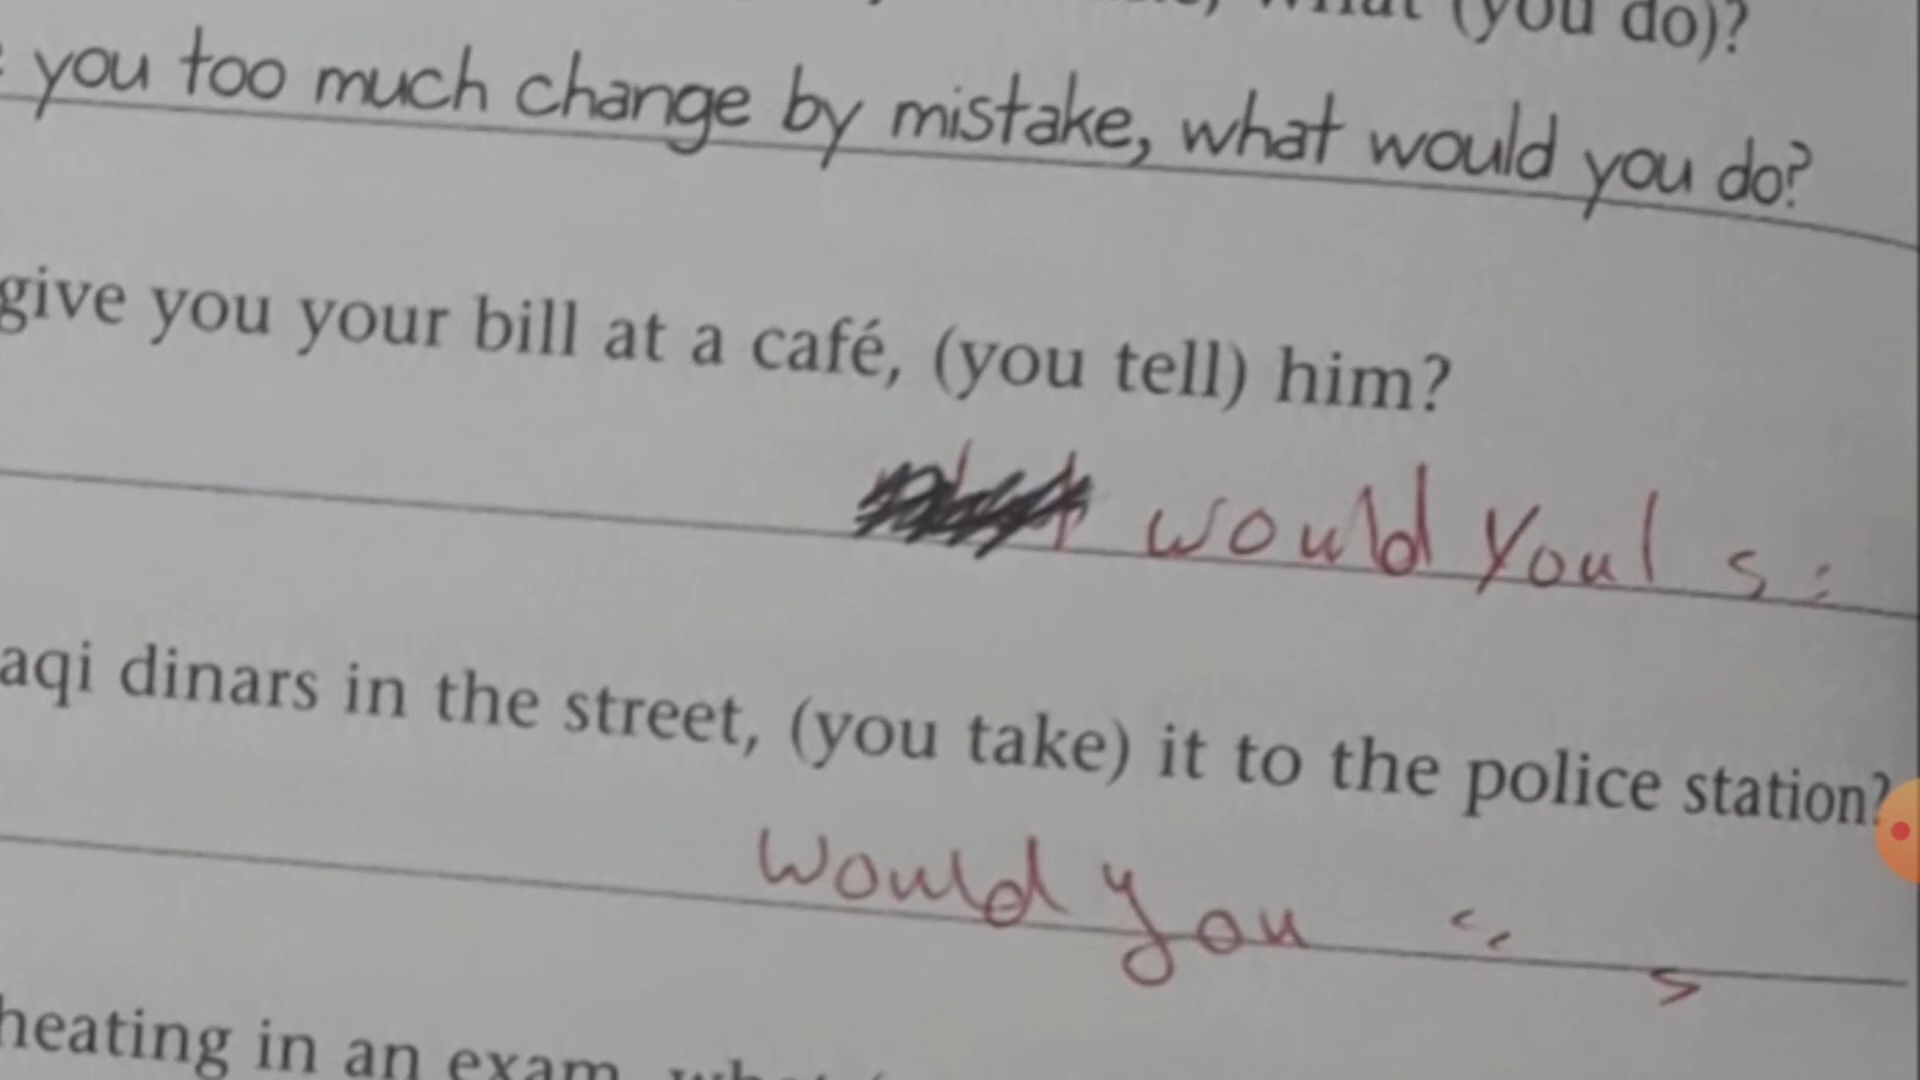 (you do)?
you too much change by mistake, what would you do?
give you your bill at a café, (you tell) him?
would you
aqi dinars in the street, (you take) it to the police station?
would you
heating in an exam, what